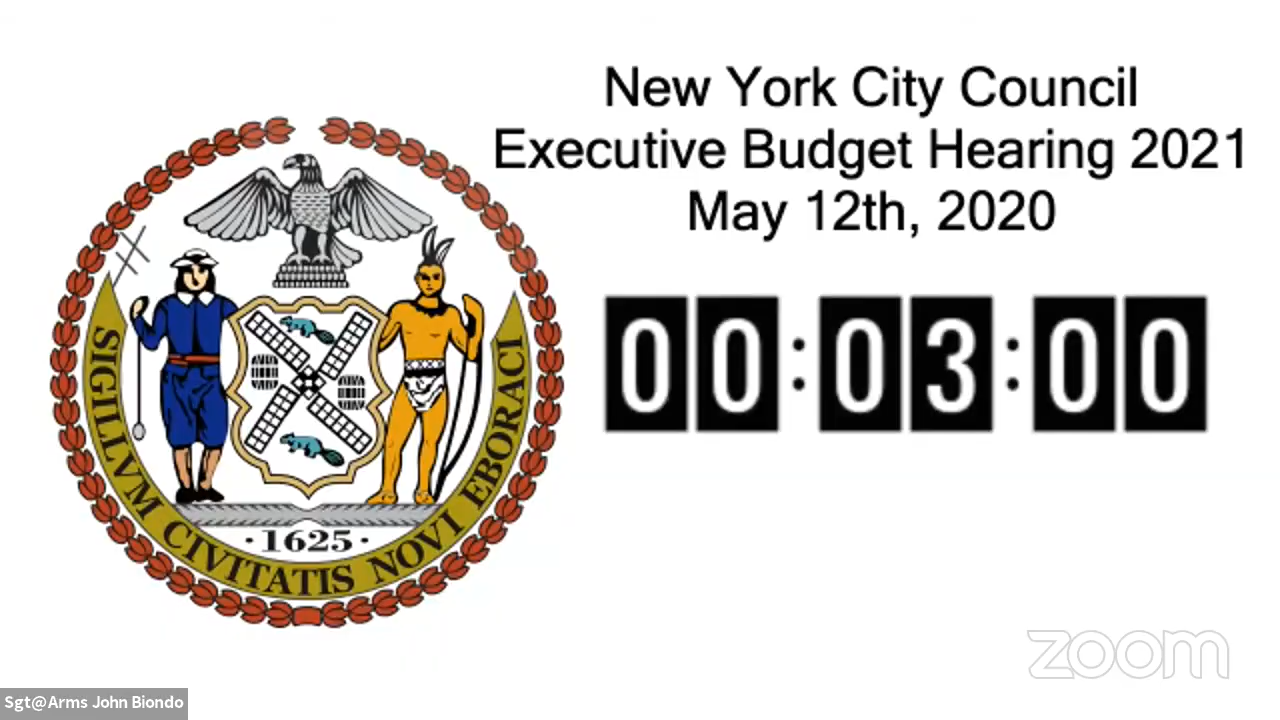 New York City Council
Executive Budget Hearing 2021
May 12th, 2020
00:03:00
SIGILLVM CIVITATIS NOVI EBORACI
·1625·
zoom
Sgt@Arms John Biondo